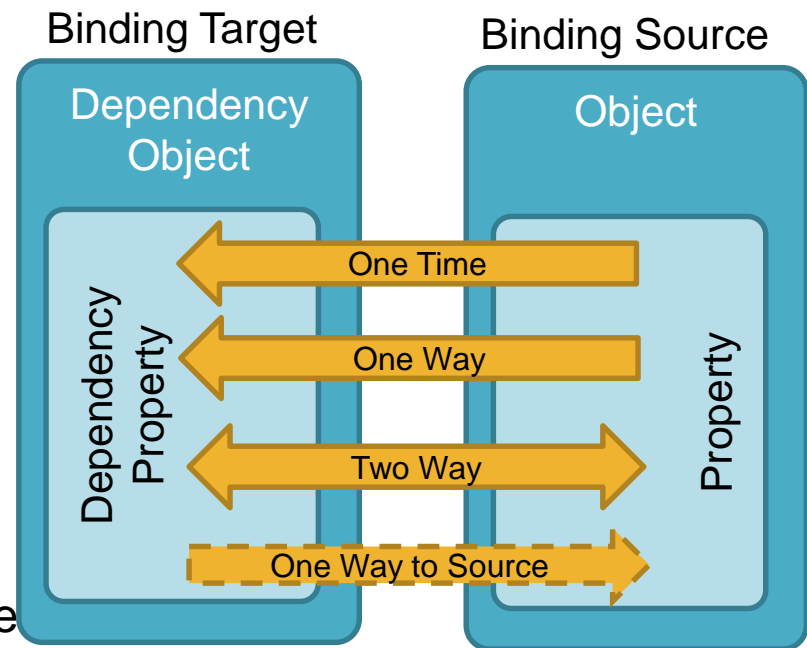 Binding Target
Binding Source
Dependency
Object
Object
One Time
One Way
Two Way
One Way to Source
Dependency
Property
Property
e